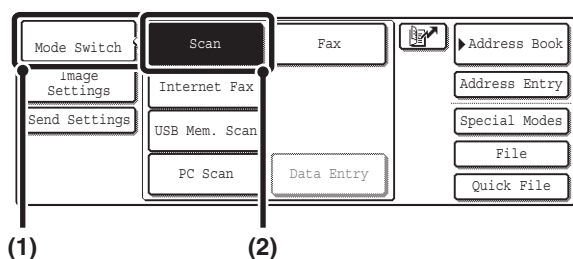 Mode Switch
Scan
Fax
Address Book
Image
Settings
Internet Fax
Address Entry
Send Settings
USB Mem. Scan
Special Modes
File
PC Scan
Data Entry
Quick File
(1)
(2)